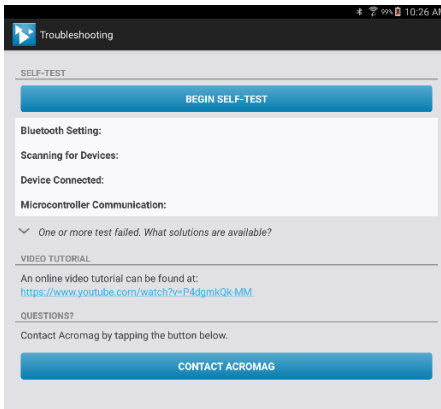 99% 10:26 AM
Troubleshooting
SELF-TEST
BEGIN SELF-TEST
Bluetooth Setting:
Scanning for Devices:
Device Connected:
Microcontroller Communication:
One or more test failed. What solutions are available?
VIDEO TUTORIAL
An online video tutorial can be found at:
https://www.youtube.com/watch?v=P4dgmkQk-MM
QUESTIONS?
Contact Acromag by tapping the button below.
CONTACT ACROMAG